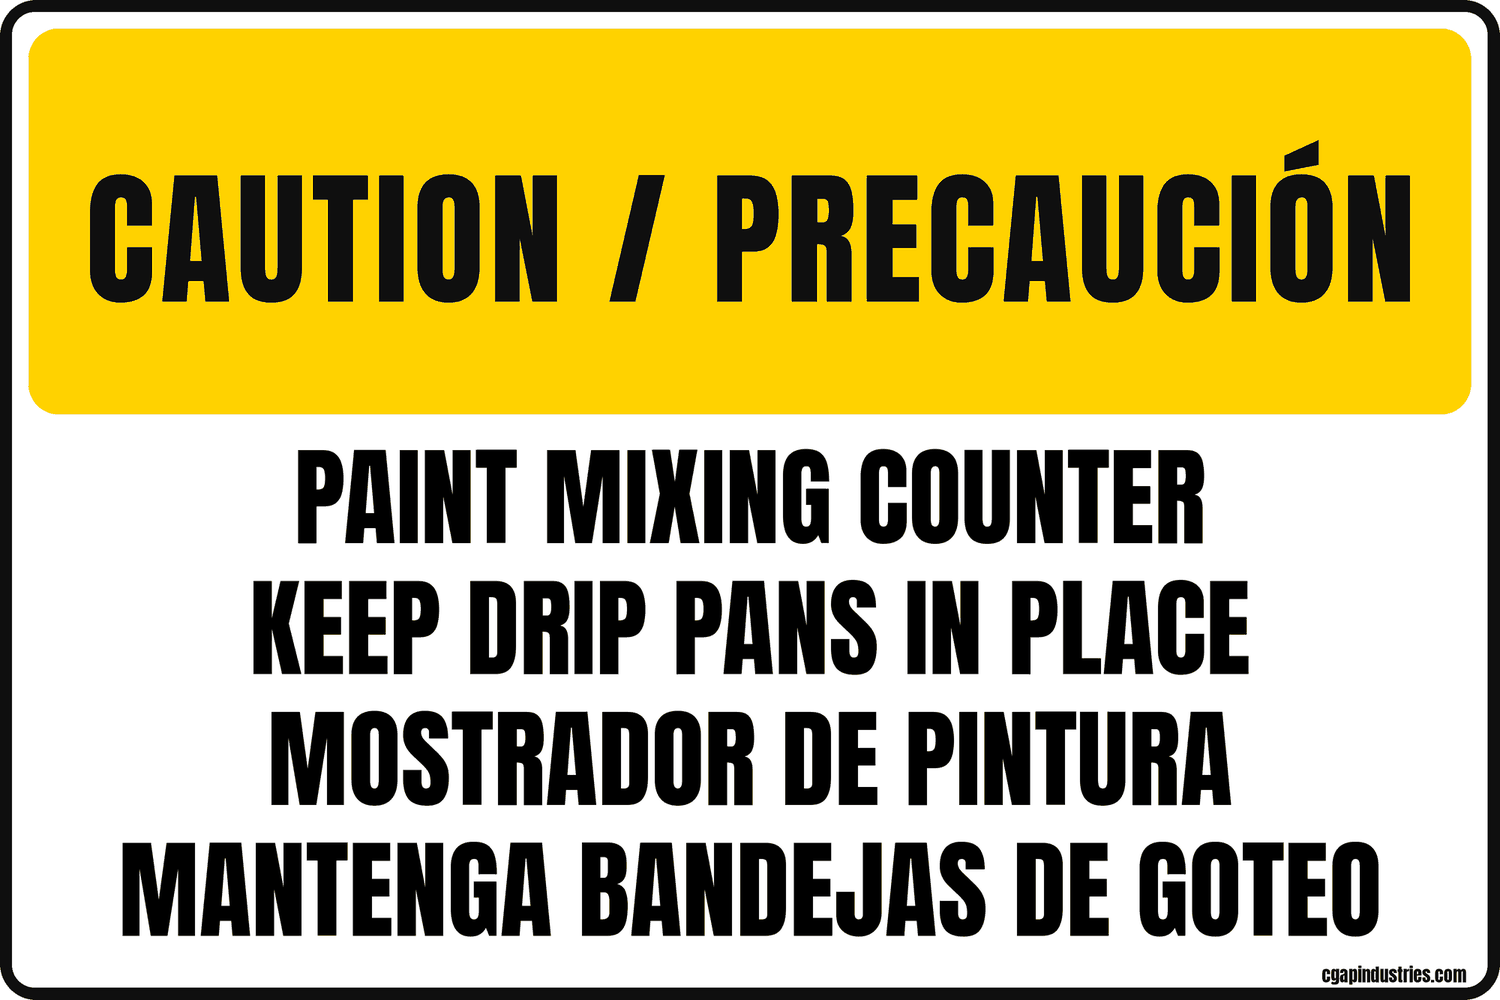 CAUTION / PRECAUCIÓN
PAINT MIXING COUNTER
KEEP DRIP PANS IN PLACE
MOSTRADOR DE PINTURA
MANTENGA BANDEJAS DE GOTEO
cgapindustries.com